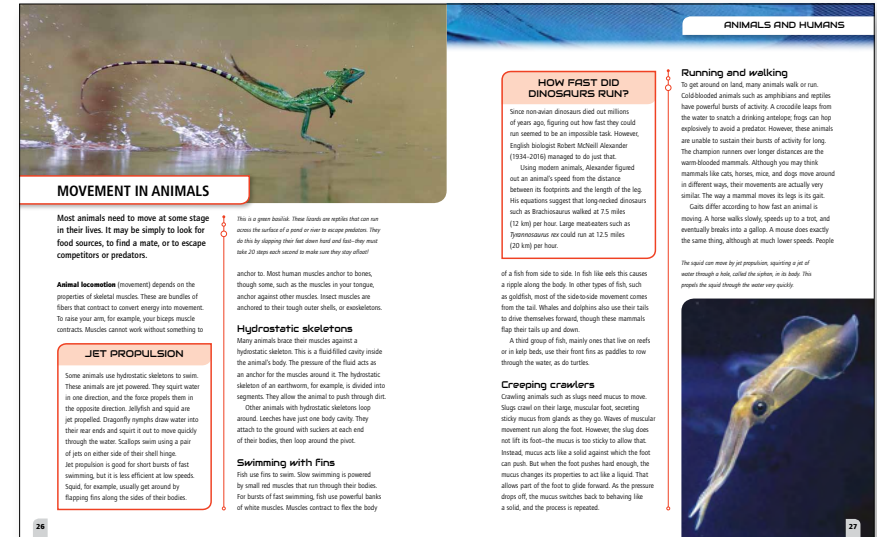 MOVEMENT IN ANIMALS
Most animals need to move at some stage
in their lives. It may be simply to look for
food sources, to find a mate, or to escape
competitors or predators.
Animal locomotion (movement) depends on the
properties of skeletal muscles. These are bundles of
fibers that contract to convert energy into movement.
To raise your arm, for example, your biceps muscle
contracts. Muscles cannot work without something to
JET PROPULSION
Some animals use hydrostatic skeletons to swim.
These animals are jet powered. They squirt water
in one direction, and the force propels them in
the opposite direction. Jellyfish and squid are
jet propelled. Dragonfly nymphs draw water into
their rear ends and squirt it out to move quickly
through the water. Scallops swim using a pair
of jets on either side of their shell hinge.
Jet propulsion is good for short bursts of fast
swimming, but it is less efficient at low speeds.
Squid, for example, usually get around by
flapping fins along the sides of their bodies.
26
This is a green basilisk. These lizards are reptiles that can run
across the surface of a pond or river to escape predators. They
do this by slapping their feet down hard and fast—they must
take 20 steps each second to make sure they stay afloat!
anchor to. Most human muscles anchor to bones,
though some, such as the muscles in your tongue,
anchor against other muscles. Insect muscles are
anchored to their tough outer shells, or exoskeletons.
Hydrostatic skeletons
Many animals brace their muscles against a
hydrostatic skeleton. This is a fluid-filled cavity inside
the animal's body. The pressure of the fluid acts as
an anchor for the muscles around it. The hydrostatic
skeleton of an earthworm, for example, is divided into
segments. They allow the animal to push through dirt.
Other animals with hydrostatic skeletons loop
around. Leeches have just one body cavity. They
attach to the ground with suckers at each end
of their bodies, then loop around the pivot.
Swimming with fins
Fish use fins to swim. Slow swimming is powered
by small red muscles that run through their bodies.
For bursts of fast swimming, fish use powerful banks
of white muscles. Muscles contract to flex the body
ANIMALS AND HUMANS
HOW FAST DID
DINOSAURS RUN?
Since non-avian dinosaurs died out millions
of years ago, figuring out how fast they could
run seemed to be an impossible task. However,
English biologist Robert McNeill Alexander
(1934–2016) managed to do just that.
Using modern animals, Alexander figured
out an animal's speed from the distance
between its footprints and the length of the leg.
His equations suggest that long-necked dinosaurs
such as Brachiosaurus walked at 7.5 miles
(12 km) per hour. Large meat-eaters such as
Tyrannosaurus rex could run at 12.5 miles
(20 km) per hour.
of a fish from side to side. In fish like eels this causes
a ripple along the body. In other types of fish, such
as goldfish, most of the side-to-side movement comes
from the tail. Whales and dolphins also use their tails
to drive themselves forward, though these mammals
flap their tails up and down.
A third group of fish, mainly ones that live on reefs
or in kelp beds, use their front fins as paddles to row
through the water, as do turtles.
Creeping crawlers
Crawling animals such as slugs need mucus to move.
Slugs crawl on their large, muscular foot, secreting
sticky mucus from glands as they go. Waves of muscular
movement run along the foot. However, the slug does
not lift its foot—the mucus is too sticky to allow that.
Instead, mucus acts like a solid against which the foot
can push. But when the foot pushes hard enough, the
mucus changes its properties to act like a liquid. That
allows part of the foot to glide forward. As the pressure
drops off, the mucus switches back to behaving like
a solid, and the process is repeated.
Running and walking
To get around on land, many animals walk or run.
Cold-blooded animals such as amphibians and reptiles
have powerful bursts of activity. A crocodile leaps from
the water to snatch a drinking antelope; frogs can hop
explosively to avoid a predator. However, these animals
are unable to sustain their bursts of activity for long.
The champion runners over longer distances are the
warm-blooded mammals. Although you may think
mammals like cats, horses, mice, and dogs move around
in different ways, their movements are actually very
similar. The way a mammal moves its legs is its gait.
Gaits differ according to how fast an animal is
moving. A horse walks slowly, speeds up to a trot, and
eventually breaks into a gallop. A mouse does exactly
the same thing, although at much lower speeds. People
The squid can move by jet propulsion, squirting a jet of
water through a hole, called the siphon, in its body. This
propels the squid through the water very quickly.
27